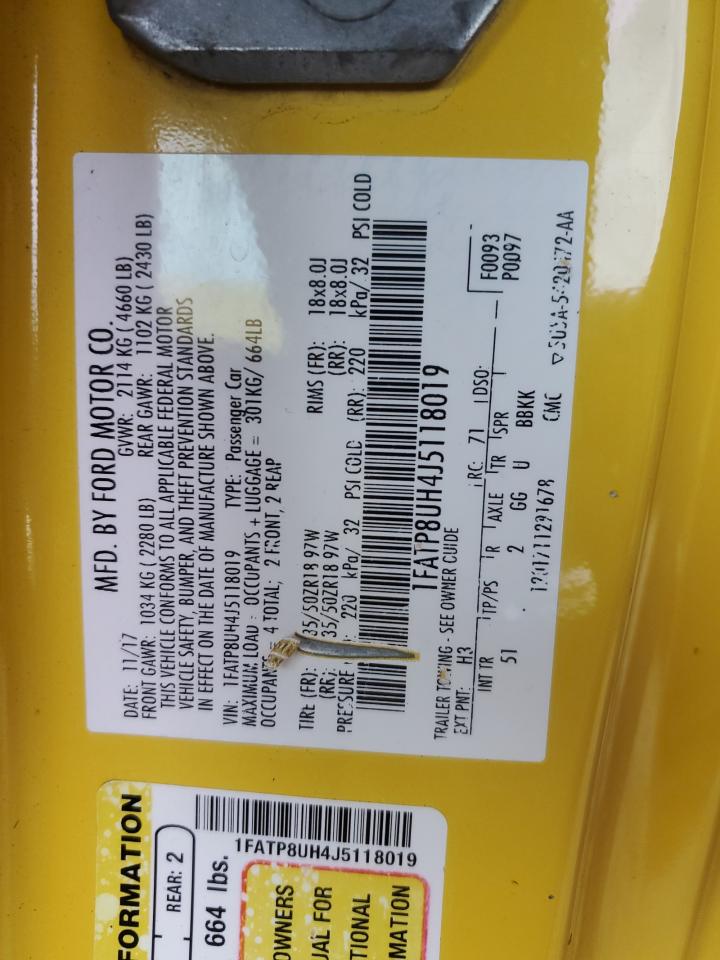 MFD. BY FORD MOTOR CO.
DATE: 11/17 GVWR: 2114 KG ( 4660 LB)
FRONT GAWR: 1034 KG ( 2280 LB) REAR GAWR: 1102 KG ( 2430 LB)
THIS VEHICLE CONFORMS TO ALL APPLICABLE FEDERAL MOTOR
VEHICLE SAFETY, BUMPER, AND THEFT PREVENTION STANDARDS
IN EFFECT ON THE DATE OF MANUFACTURE SHOWN ABOVE.
VIN: 1FATP8UH4J5118019 TYPE: Passenger Car
MAXIMUM LOAD = OCCUPANTS + LUGGAGE = 301KG/ 664LB
4 TOTAL; 2 FRONT, 2 REAR
TIRE (FR): 35/50ZR18 97W RIMS (FR): 18x8.0J
(RR): 35/50ZR18 97W (RR): 18x8.0J
PRESSURE 220 kPa/ 32 PSI COLD (RR): 220 kPa/ 32 PSI COLD
1FATP8UH4J5118019
TRAILER TOWING - SEE OWNER GUIDE
EXT PNT: H3 RC: 71 DSO:
INT TR TP/PS R AXLE TR SPR F0093
51 2 GG U BBKK P0097
CMC
FORMATION
REAR: 2
664 lbs.
1FATP8UH4J5118019
OWNERS
UAL FOR
TIONAL
MATION